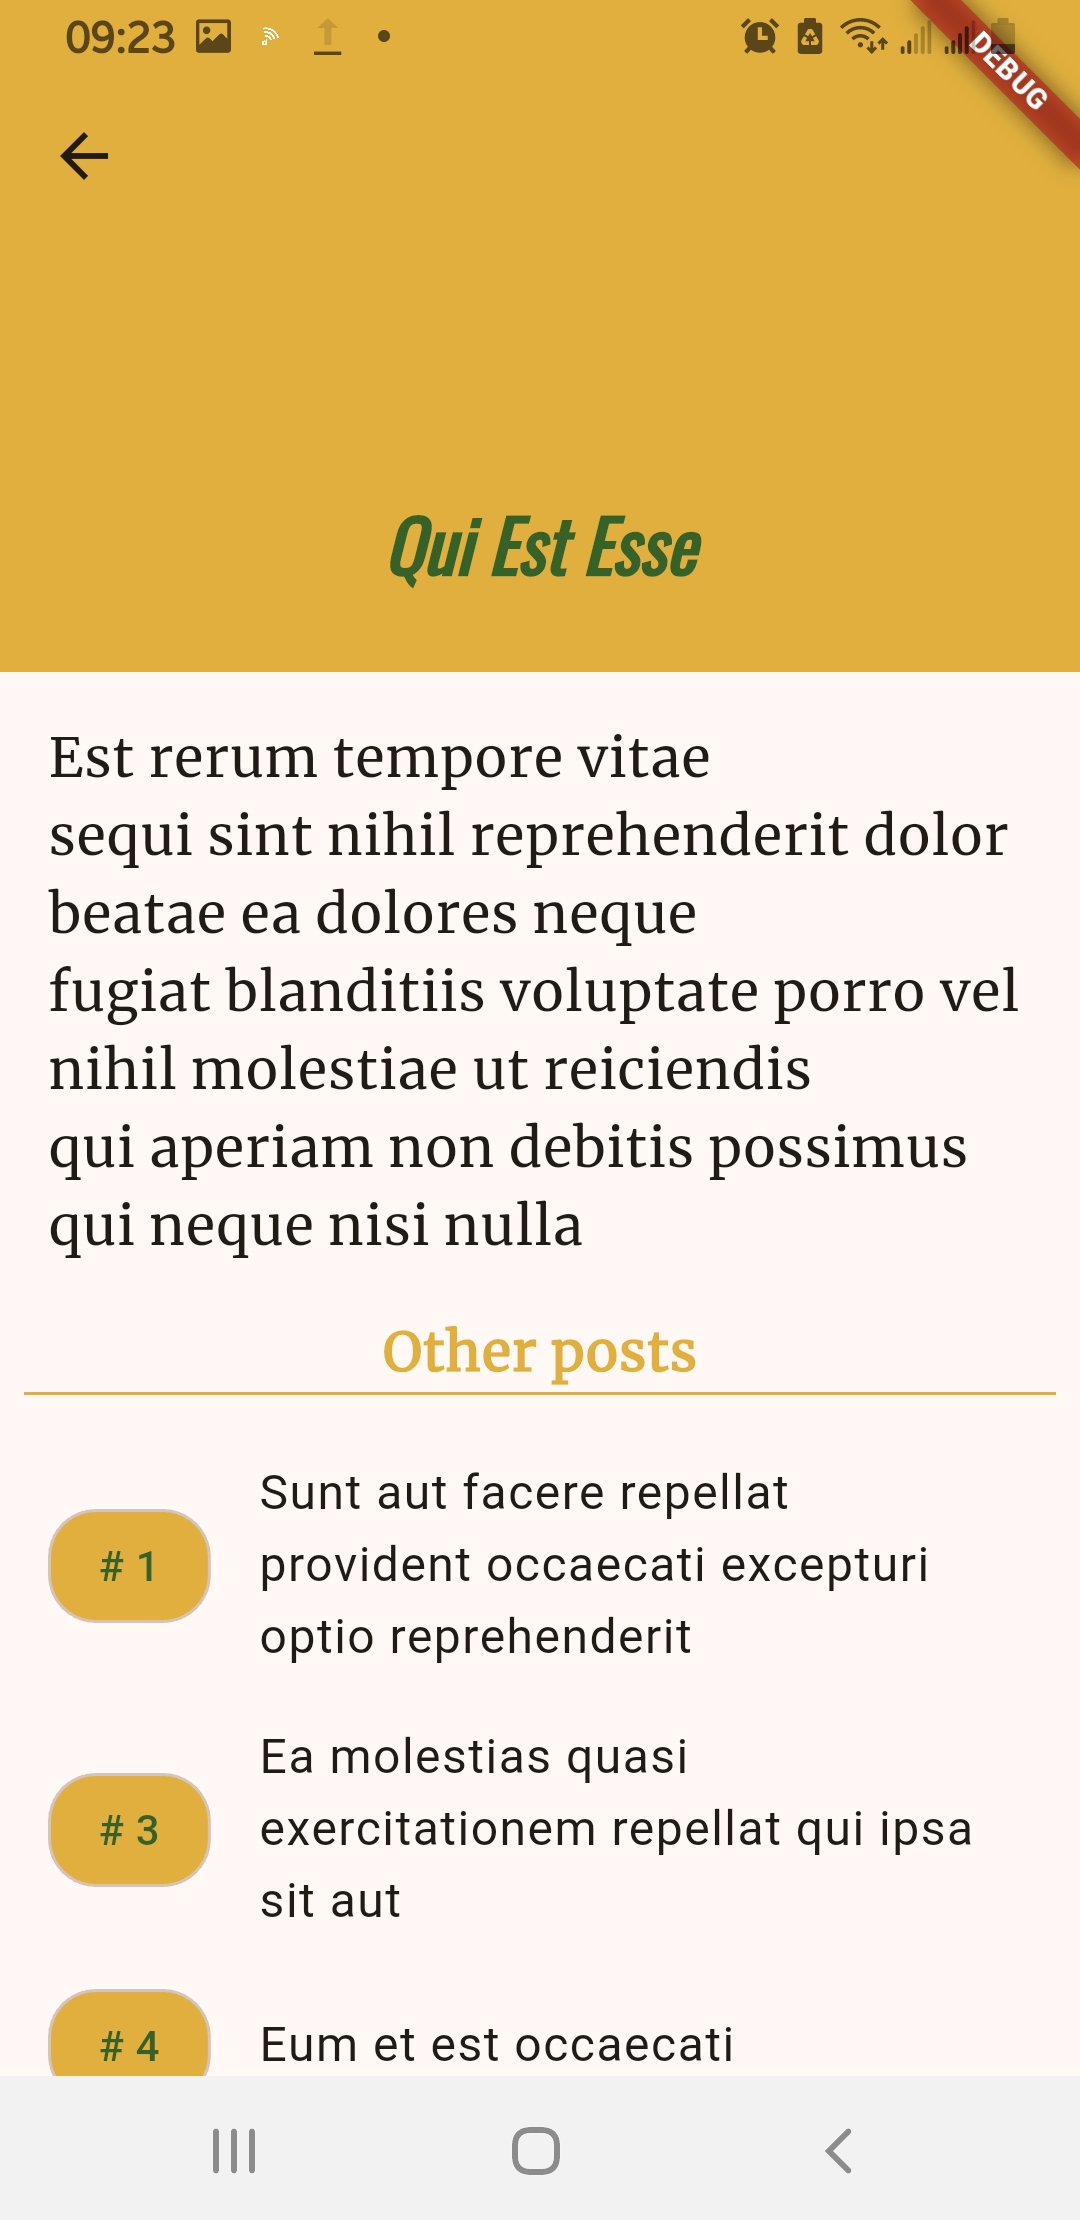 09:23
DEBUG
Qui Est Esse
Est rerum tempore vitae
sequi sint nihil reprehenderit dolor
beatae ea dolores neque
fugiat blanditiis voluptate porro vel
nihil molestiae ut reiciendis
qui aperiam non debitis possimus
qui neque nisi nulla
Other posts
# 1
Sunt aut facere repellat
provident occaecati excepturi
optio reprehenderit
# 3
Ea molestias quasi
exercitationem repellat qui ipsa
sit aut
# 4
Eum et est occaecati